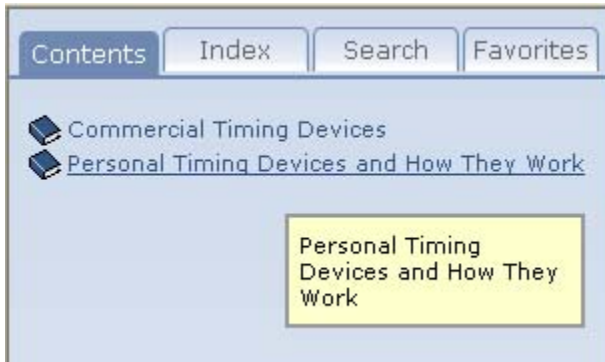 Contents Index Search Favorites
Commercial Timing Devices
Personal Timing Devices and How They Work
Personal Timing
Devices and How They
Work